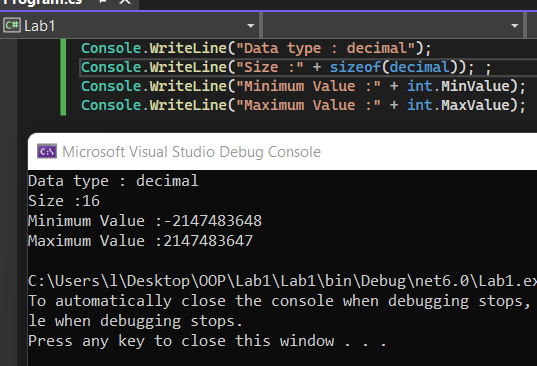 Program.cs
C# Lab1
Console.WriteLine("Data type : decimal");
Console.WriteLine("Size :" + sizeof(decimal)); ;
Console.WriteLine("Minimum Value :" + int.MinValue);
Console.WriteLine("Maximum Value :" + int.MaxValue);
C:\ Microsoft Visual Studio Debug Console
Data type : decimal
Size :16
Minimum Value :-2147483648
Maximum Value :2147483647
C:\Users\l\Desktop\OOP\Lab1\Lab1\bin\Debug\net6.0\Lab1.ex
To automatically close the console when debugging stops,
le when debugging stops.
Press any key to close this window . . .